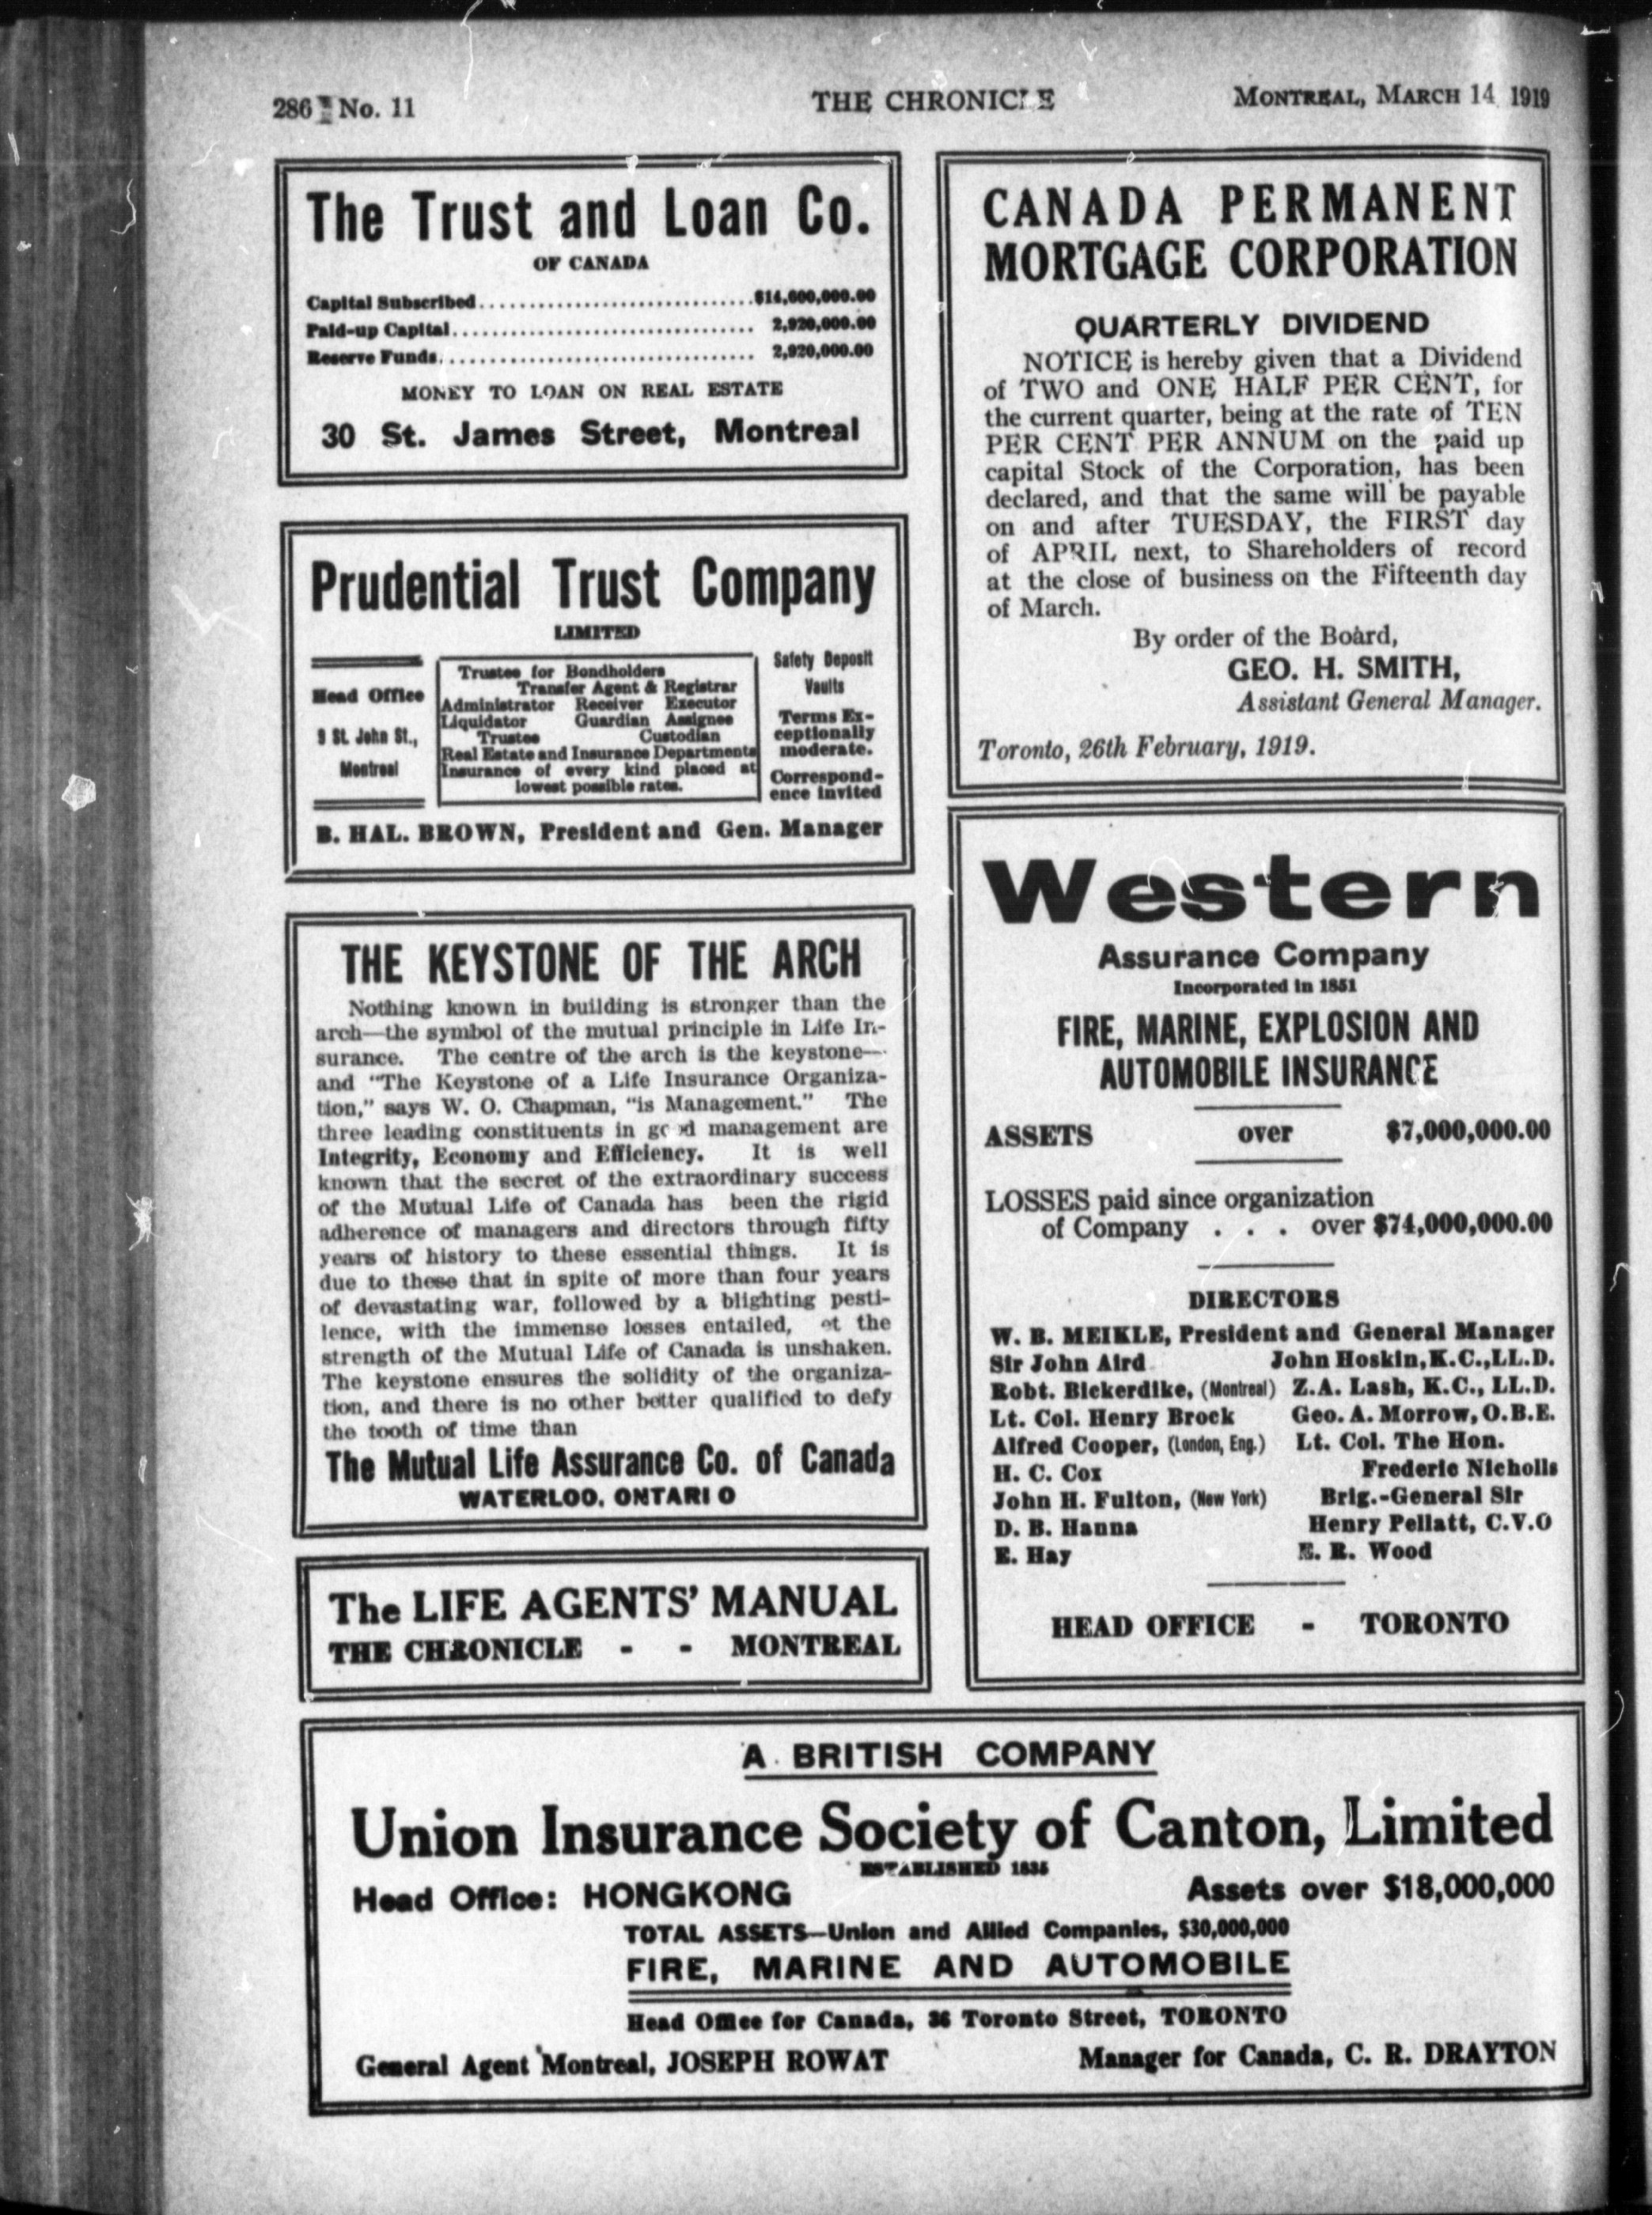 286 No. 11
THE CHRONICLE
MONTREAL, MARCH 14 1919
The Trust and Loan Co.
OF CANADA
Capital Subscribed..............................$14,600,000.00
Paid-up Capital................................. 2,920,000.00
Reserve Funds.................................. 2,920,000.00
MONEY TO LOAN ON REAL ESTATE
30 St. James Street, Montreal
Prudential Trust Company
LIMITED
Head Office
9 St. John St.,
Montreal
Trustee for Bondholders
Transfer Agent & Registrar
Administrator Receiver Executor
Liquidator Guardian Assignee
Trustee Custodian
Real Estate and Insurance Departments
Insurance of every kind placed at
lowest possible rates.
Safety Deposit
Vaults
Terms Ex-
ceptionally
moderate.
Correspond-
ence invited
B. HAL. BROWN, President and Gen. Manager
THE KEYSTONE OF THE ARCH
Nothing known in building is stronger than the
arch—the symbol of the mutual principle in Life In-
surance. The centre of the arch is the keystone—
and "The Keystone of a Life Insurance Organiza-
tion," says W. O. Chapman, "is Management." The
three leading constituents in good management are
Integrity, Economy and Efficiency. It is well
known that the secret of the extraordinary success
of the Mutual Life of Canada has been the rigid
adherence of managers and directors through fifty
years of history to these essential things. It is
due to these that in spite of more than four years
of devastating war, followed by a blighting pesti-
lence, with the immense losses entailed, the
strength of the Mutual Life of Canada is unshaken.
The keystone ensures the solidity of the organiza-
tion, and there is no other better qualified to defy
the tooth of time than
The Mutual Life Assurance Co. of Canada
WATERLOO, ONTARIO
The LIFE AGENTS' MANUAL
THE CHRONICLE - - MONTREAL
CANADA PERMANENT
MORTGAGE CORPORATION
QUARTERLY DIVIDEND
NOTICE is hereby given that a Dividend
of TWO and ONE HALF PER CENT, for
the current quarter, being at the rate of TEN
PER CENT PER ANNUM on the paid up
capital Stock of the Corporation, has been
declared, and that the same will be payable
on and after TUESDAY, the FIRST day
of APRIL next, to Shareholders of record
at the close of business on the Fifteenth day
of March.
By order of the Board,
GEO. H. SMITH,
Assistant General Manager.
Toronto, 26th February, 1919.
Western
Assurance Company
Incorporated in 1851
FIRE, MARINE, EXPLOSION AND
AUTOMOBILE INSURANCE
ASSETS over $7,000,000.00
LOSSES paid since organization
of Company . . . over $74,000,000.00
DIRECTORS
W. B. MEIKLE, President and General Manager
Sir John Aird John Hoskin, K.C., LL.D.
Robt. Bickerdike, (Montreal) Z.A. Lash, K.C., LL.D.
Lt. Col. Henry Brock Geo. A. Morrow, O.B.E.
Alfred Cooper, (London, Eng.) Lt. Col. The Hon.
H. C. Cox Frederic Nicholls
John H. Fulton, (New York) Brig.-General Sir
D. B. Hanna Henry Pellatt, C.V.O
E. Hay E. R. Wood
HEAD OFFICE - TORONTO
A BRITISH COMPANY
Union Insurance Society of Canton, Limited
ESTABLISHED 1835
Head Office: HONGKONG Assets over $18,000,000
TOTAL ASSETS—Union and Allied Companies, $30,000,000
FIRE, MARINE AND AUTOMOBILE
Head Office for Canada, 36 Toronto Street, TORONTO
General Agent Montreal, JOSEPH ROWAT Manager for Canada, C. R. DRAYTON